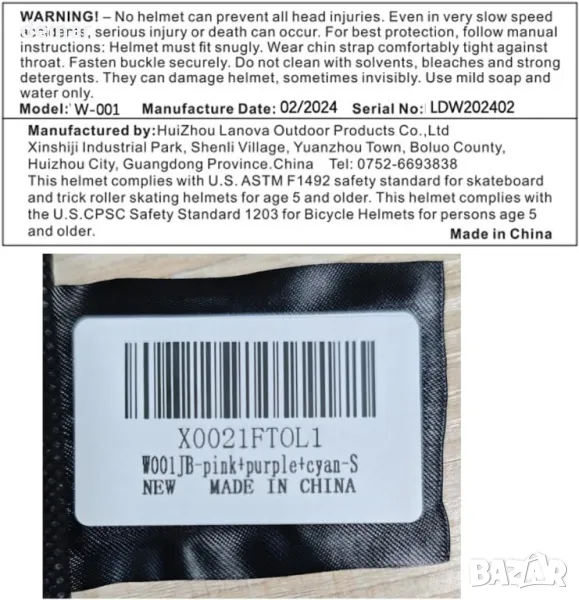 WARNING! – No helmet can prevent all head injuries. Even in very slow speed
accidents, serious injury or death can occur. For best protection, follow manual
instructions: Helmet must fit snugly. Wear chin strap comfortably tight against
throat. Fasten buckle securely. Do not clean with solvents, bleaches and strong
detergents. They can damage helmet, sometimes invisibly. Use mild soap and
water only.
Model: W-001 Manufacture Date: 02/2024 Serial No: LDW202402
Manufactured by:HuiZhou Lanova Outdoor Products Co.,Ltd
Xinshiji Industrial Park, Shenli Village, Yuanzhou Town, Boluo County,
Huizhou City, Guangdong Province.China Tel: 0752-6693838
This helmet complies with U.S. ASTM F1492 safety standard for skateboard
and trick roller skating helmets for age 5 and older. This helmet complies with
the U.S.CPSC Safety Standard 1203 for Bicycle Helmets for persons age 5
and older.
Made in China
X0021FTOL1
W001JB-pink+purple+cyan-S
NEW MADE IN CHINA
bazar